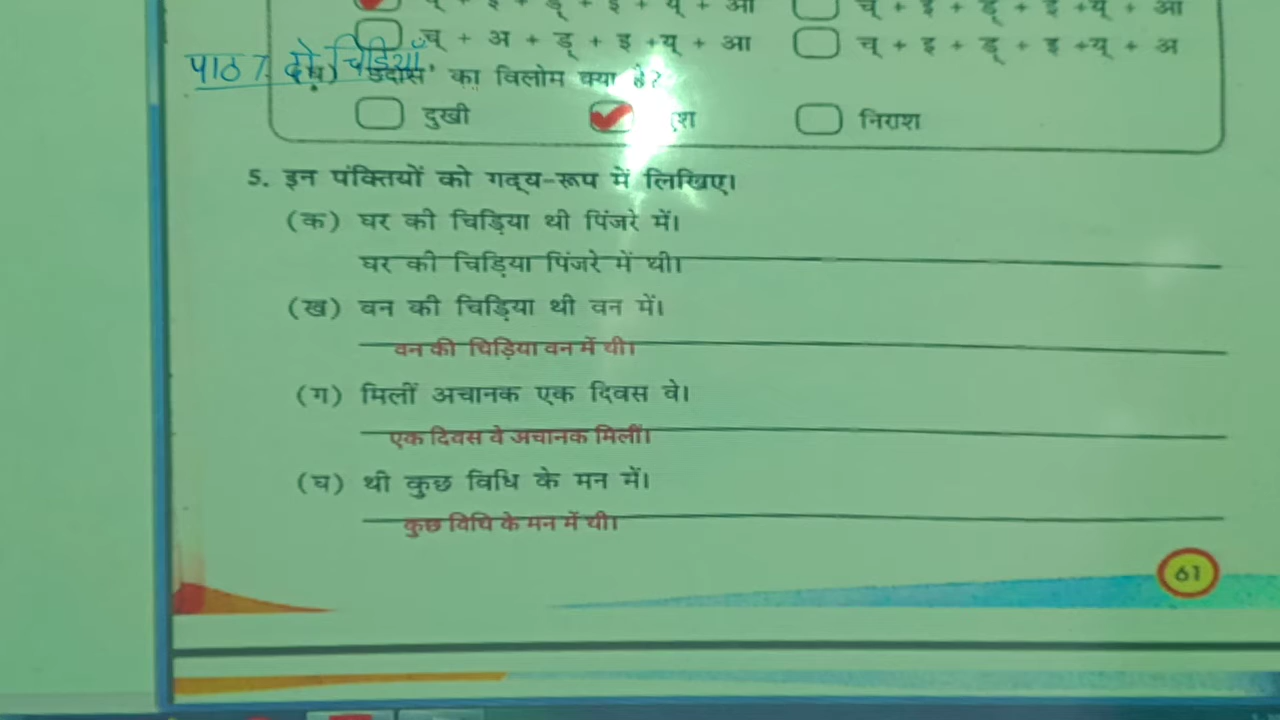 च् + इ + ड़् + इ + य् + आ च् + इ + ड़् + इ +य् + आ
च् + अ + ड़् + इ +य् + आ च् + इ + ड़् + इ +य् + अ
पाठ 7. दो चिड़ियाँ
का विलोम क्या है?
दुखी निराश
5. इन पंक्तियों को गद्य-रूप में लिखिए।
(क) घर की चिड़िया थी पिंजरे में।
घर की चिड़िया पिंजरे में थी।
(ख) वन की चिड़िया थी वन में।
वन की चिड़िया वन में थी।
(ग) मिलीं अचानक एक दिवस वे।
एक दिवस वे अचानक मिलीं।
(घ) थी कुछ विधि के मन में।
कुछ विधि के मन में थी।
61